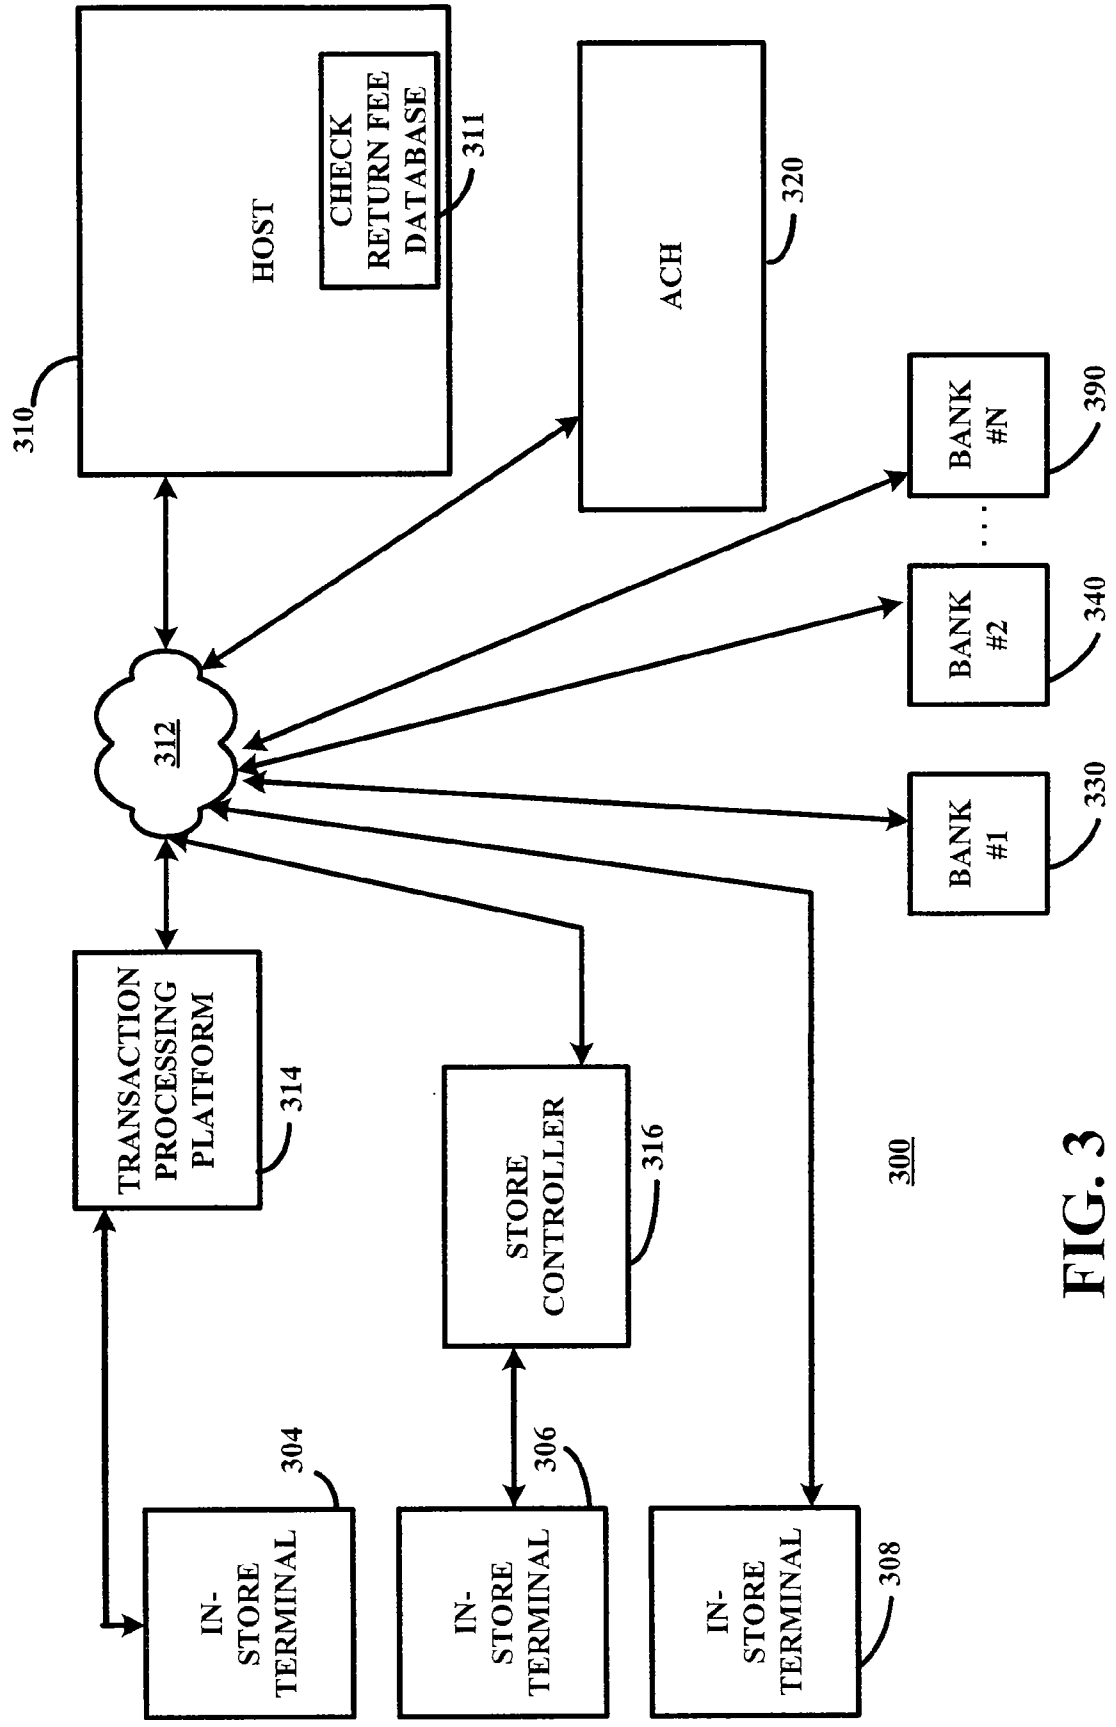 310
HOST
CHECK
RETURN FEE
DATABASE
311
312
TRANSACTION
PROCESSING
PLATFORM
314
ACH
320
STORE
CONTROLLER
316
IN-
STORE
TERMINAL
304
IN-
STORE
TERMINAL
306
IN-
STORE
TERMINAL
308
BANK
#1
330
BANK
#2
340
...
BANK
#N
390
300
FIG. 3